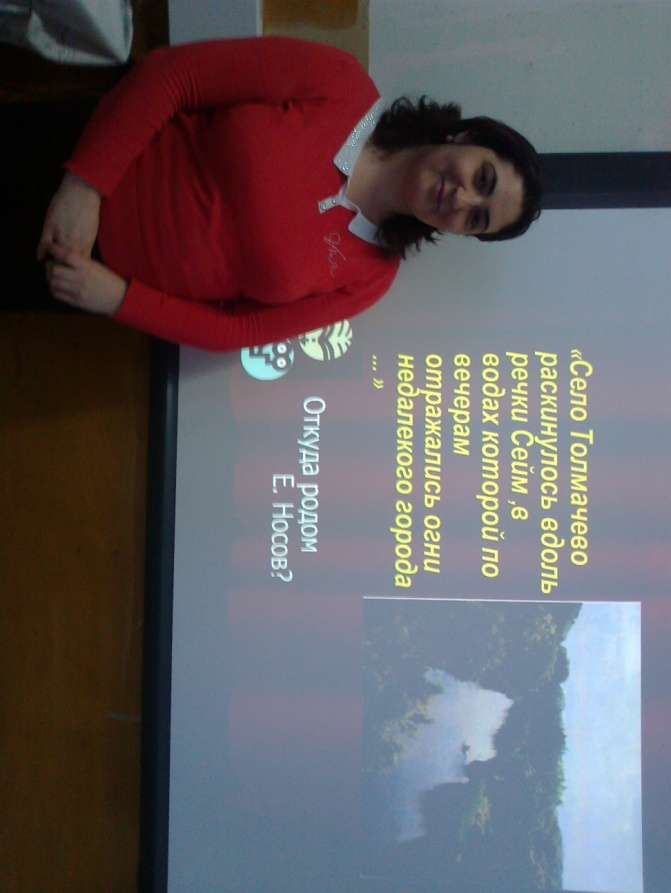 «Село Толмачево
раскинулось вдоль
речки Сейм ,в
водах которой по
вечерам
отражались огни
недалекого города
... »
Откуда родом
Е. Носов?